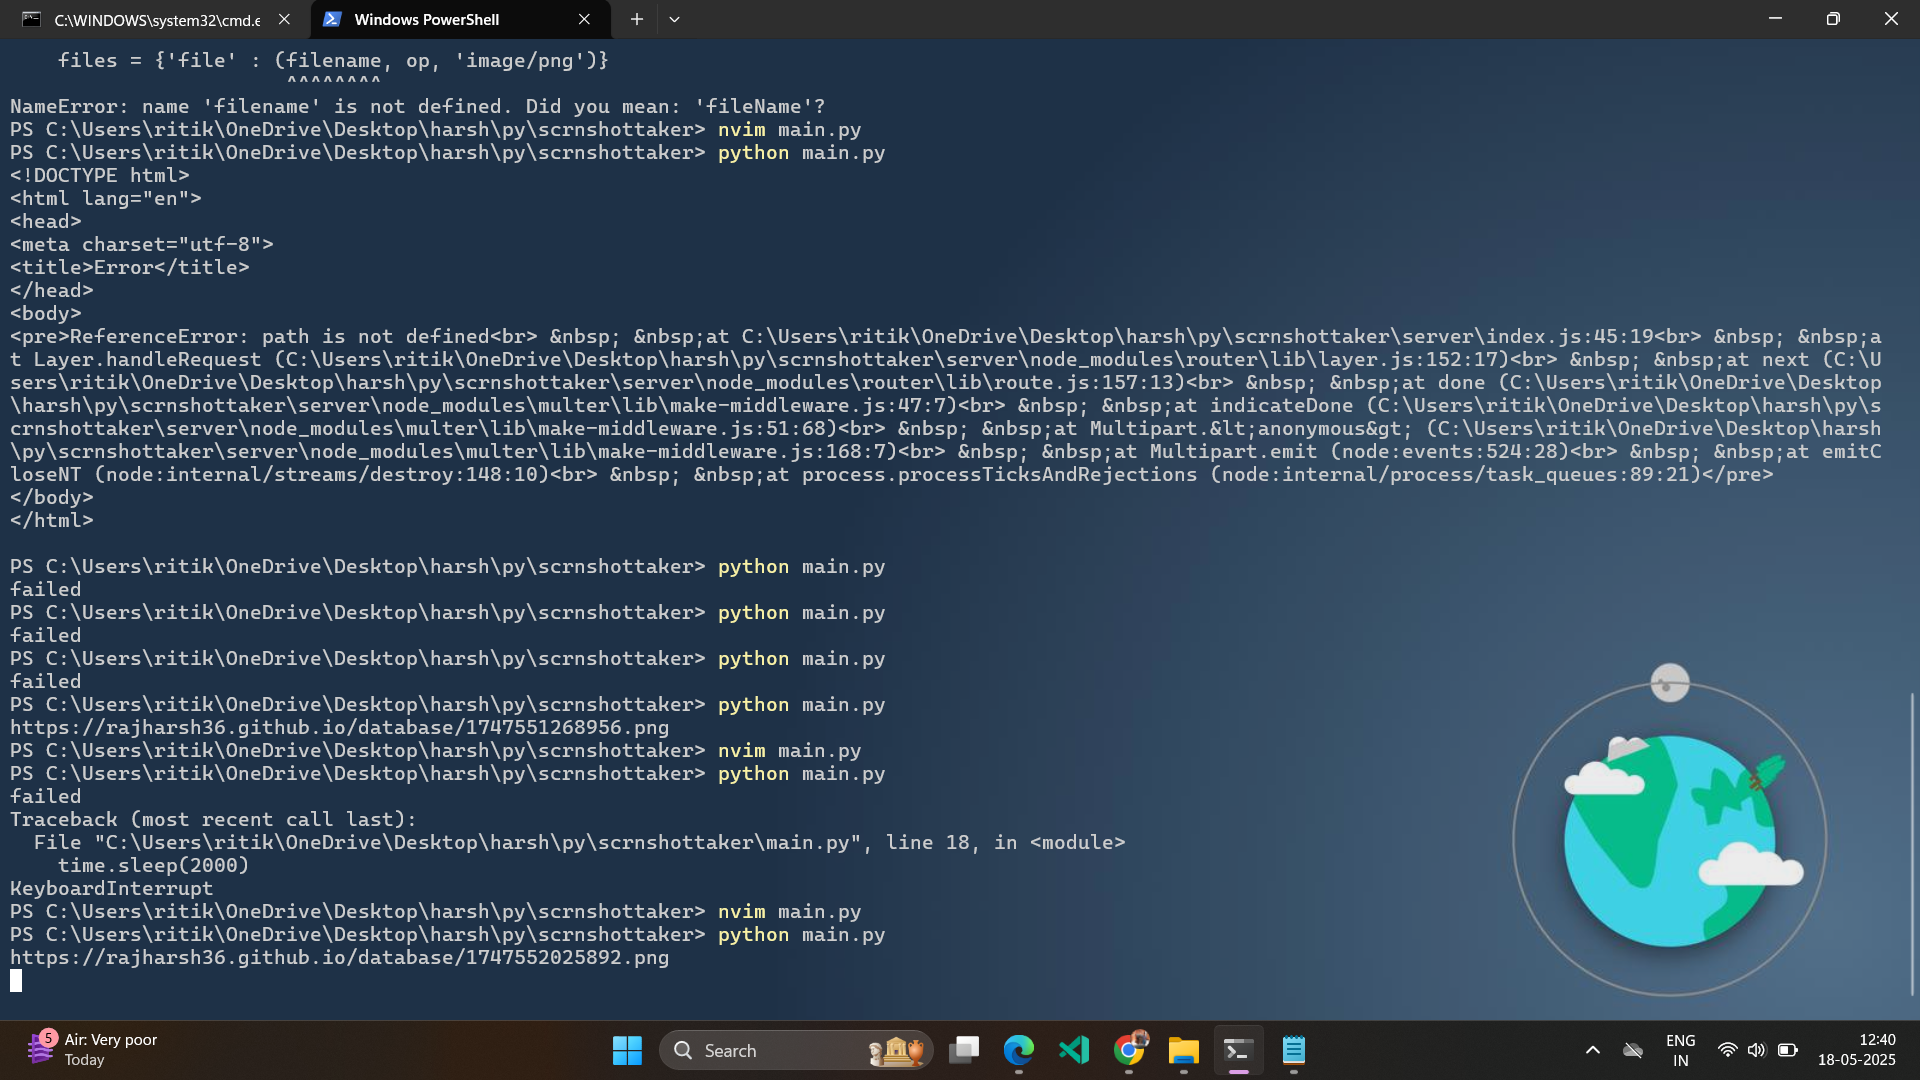 C:\WINDOWS\system32\cmd.e
Windows PowerShell
    files = {'file' : (filename, op, 'image/png')}
                       ^^^^^^^^
NameError: name 'filename' is not defined. Did you mean: 'fileName'?
PS C:\Users\ritik\OneDrive\Desktop\harsh\py\scrnshottaker> nvim main.py
PS C:\Users\ritik\OneDrive\Desktop\harsh\py\scrnshottaker> python main.py
<!DOCTYPE html>
<html lang="en">
<head>
<meta charset="utf-8">
<title>Error</title>
</head>
<body>
<pre>ReferenceError: path is not defined<br> &nbsp; &nbsp;at C:\Users\ritik\OneDrive\Desktop\harsh\py\scrnshottaker\server\index.js:45:19<br> &nbsp; &nbsp;a
t Layer.handleRequest (C:\Users\ritik\OneDrive\Desktop\harsh\py\scrnshottaker\server\node_modules\router\lib\layer.js:152:17)<br> &nbsp; &nbsp;at next (C:\U
sers\ritik\OneDrive\Desktop\harsh\py\scrnshottaker\server\node_modules\router\lib\route.js:157:13)<br> &nbsp; &nbsp;at done (C:\Users\ritik\OneDrive\Desktop
\harsh\py\scrnshottaker\server\node_modules\multer\lib\make-middleware.js:47:7)<br> &nbsp; &nbsp;at indicateDone (C:\Users\ritik\OneDrive\Desktop\harsh\py\s
crnshottaker\server\node_modules\multer\lib\make-middleware.js:51:68)<br> &nbsp; &nbsp;at Multipart.&lt;anonymous&gt; (C:\Users\ritik\OneDrive\Desktop\harsh
\py\scrnshottaker\server\node_modules\multer\lib\make-middleware.js:168:7)<br> &nbsp; &nbsp;at Multipart.emit (node:events:524:28)<br> &nbsp; &nbsp;at emitC
loseNT (node:internal/streams/destroy:148:10)<br> &nbsp; &nbsp;at process.processTicksAndRejections (node:internal/process/task_queues:89:21)</pre>
</body>
</html>
PS C:\Users\ritik\OneDrive\Desktop\harsh\py\scrnshottaker> python main.py
failed
PS C:\Users\ritik\OneDrive\Desktop\harsh\py\scrnshottaker> python main.py
failed
PS C:\Users\ritik\OneDrive\Desktop\harsh\py\scrnshottaker> python main.py
failed
PS C:\Users\ritik\OneDrive\Desktop\harsh\py\scrnshottaker> python main.py
https://rajharsh36.github.io/database/1747551268956.png
PS C:\Users\ritik\OneDrive\Desktop\harsh\py\scrnshottaker> nvim main.py
PS C:\Users\ritik\OneDrive\Desktop\harsh\py\scrnshottaker> python main.py
failed
Traceback (most recent call last):
  File "C:\Users\ritik\OneDrive\Desktop\harsh\py\scrnshottaker\main.py", line 18, in <module>
    time.sleep(2000)
KeyboardInterrupt
PS C:\Users\ritik\OneDrive\Desktop\harsh\py\scrnshottaker> nvim main.py
PS C:\Users\ritik\OneDrive\Desktop\harsh\py\scrnshottaker> python main.py
https://rajharsh36.github.io/database/1747552025892.png
5
Air: Very poor
Today
Search
ENG
IN
12:40
18-05-2025